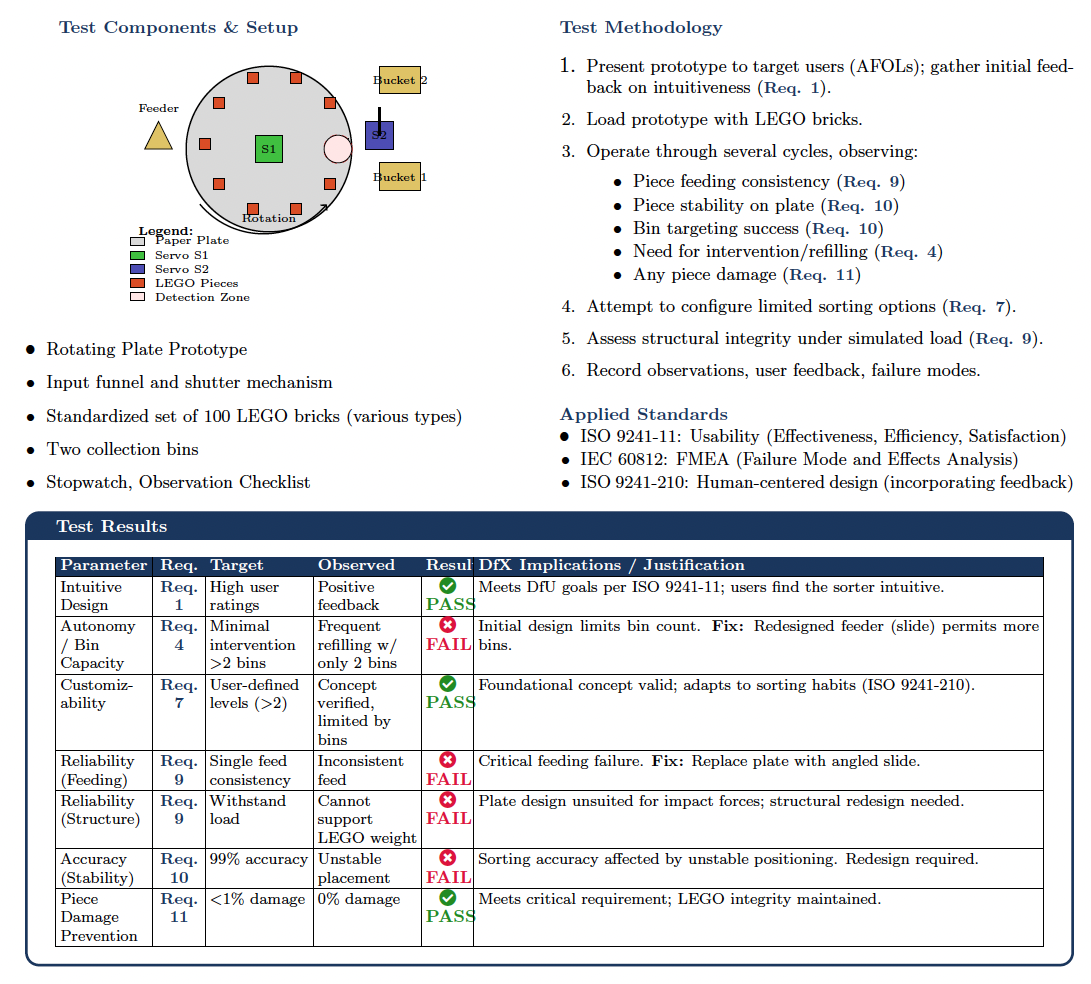 Test Components & Setup
Feeder
S1
S2
Bucket 2
Bucket 1
Rotation
Legend:
Paper Plate
Servo S1
Servo S2
LEGO Pieces
Detection Zone
• Rotating Plate Prototype
• Input funnel and shutter mechanism
• Standardized set of 100 LEGO bricks (various types)
• Two collection bins
• Stopwatch, Observation Checklist
Test Methodology
1. Present prototype to target users (AFOLs); gather initial feed-
back on intuitiveness (Req. 1).
2. Load prototype with LEGO bricks.
3. Operate through several cycles, observing:
• Piece feeding consistency (Req. 9)
• Piece stability on plate (Req. 10)
• Bin targeting success (Req. 10)
• Need for intervention/refilling (Req. 4)
• Any piece damage (Req. 11)
4. Attempt to configure limited sorting options (Req. 7).
5. Assess structural integrity under simulated load (Req. 9).
6. Record observations, user feedback, failure modes.
Applied Standards
• ISO 9241-11: Usability (Effectiveness, Efficiency, Satisfaction)
• IEC 60812: FMEA (Failure Mode and Effects Analysis)
• ISO 9241-210: Human-centered design (incorporating feedback)
Test Results
Parameter Req. Target Observed Resul DfX Implications / Justification
Intuitive Req. High user Positive Meets DfU goals per ISO 9241-11; users find the sorter intuitive.
Design 1 ratings feedback PASS
Autonomy Req. Minimal Frequent Initial design limits bin count. Fix: Redesigned feeder (slide) permits more
/ Bin 4 intervention refilling w/ FAIL bins.
Capacity >2 bins only 2 bins
Customiz- Req. User-defined Concept Foundational concept valid; adapts to sorting habits (ISO 9241-210).
ability 7 levels (>2) verified, PASS
limited by
bins
Reliability Req. Single feed Inconsistent Critical feeding failure. Fix: Replace plate with angled slide.
(Feeding) 9 consistency feed FAIL
Reliability Req. Withstand Cannot Plate design unsuited for impact forces; structural redesign needed.
(Structure) 9 load support FAIL
LEGO weight
Accuracy Req. 99% accuracy Unstable Sorting accuracy affected by unstable positioning. Redesign required.
(Stability) 10 placement FAIL
Piece Req. <1% damage 0% damage Meets critical requirement; LEGO integrity maintained.
Damage 11 PASS
Prevention